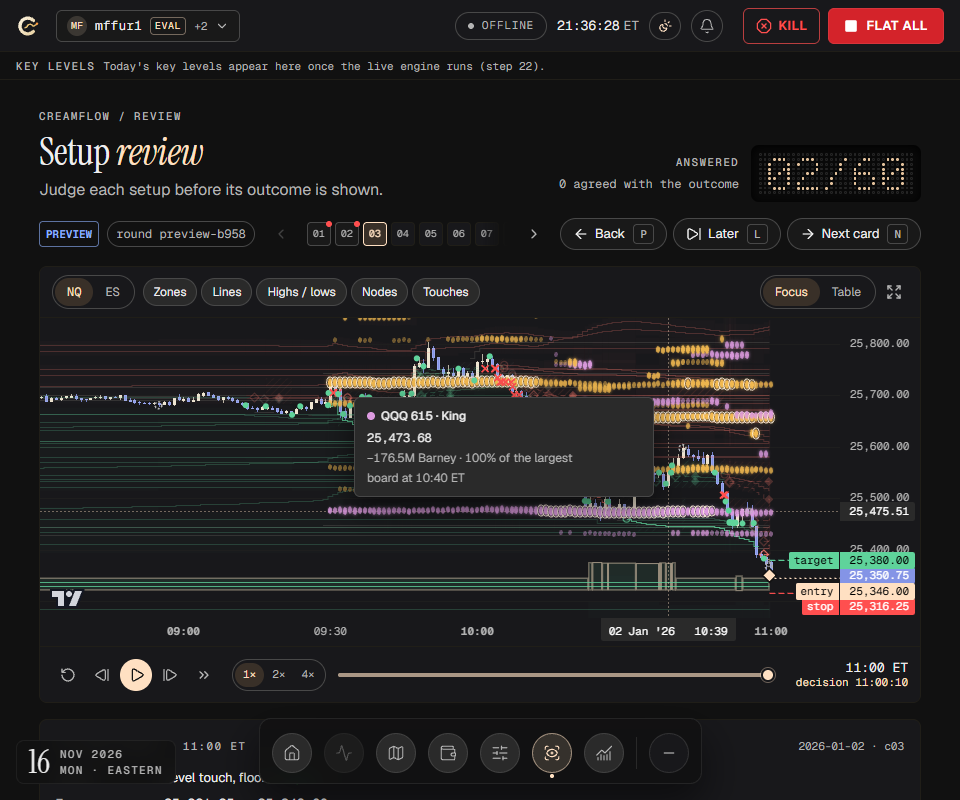 MF mffur1 EVAL +2
OFFLINE
21:36:28 ET
KILL
FLAT ALL
KEY LEVELS Today's key levels appear here once the live engine runs (step 22).
CREAMFLOW / REVIEW
Setup review
Judge each setup before its outcome is shown.
ANSWERED
0 agreed with the outcome
02/60
PREVIEW
round preview-b958
01 02 03 04 05 06 07
Back P
Later L
Next card N
NQ ES
Zones
Lines
Highs / lows
Nodes
Touches
Focus Table
25,800.00
25,700.00
25,600.00
25,500.00
25,475.51
25,400.00
QQQ 615 · King
25,473.68
−176.5M Barney · 100% of the largest
board at 10:40 ET
target 25,380.00
25,350.75
entry 25,346.00
stop 25,316.25
09:00 09:30 10:00 02 Jan '26 10:39 11:00
1× 2× 4×
11:00 ET
decision 11:00:10
11:00 ET
2026-01-02 · c03
16 NOV 2026
MON · EASTERN
evel touch, floo